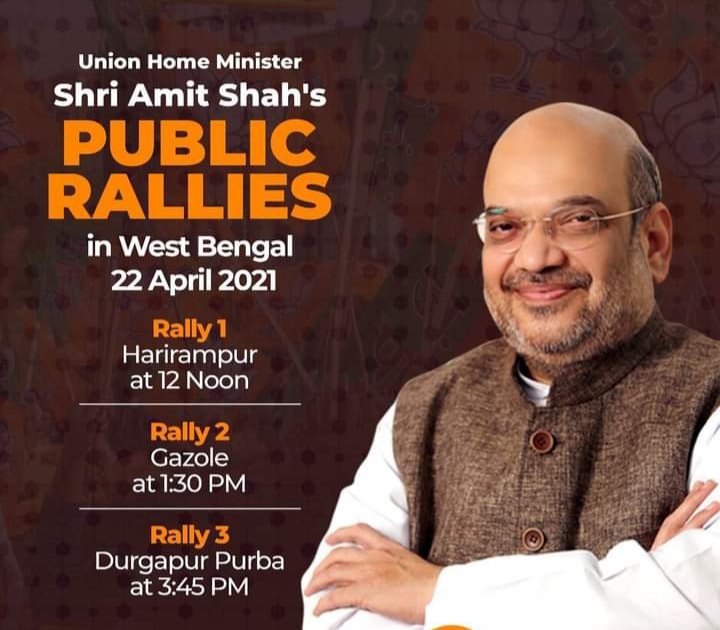 Union Home Minister
Shri Amit Shah's
PUBLIC
RALLIES
in West Bengal
22 April 2021
Rally 1
Harirampur
at 12 Noon
Rally 2
Gazole
at 1:30 PM
Rally 3
Durgapur Purba
at 3:45 PM